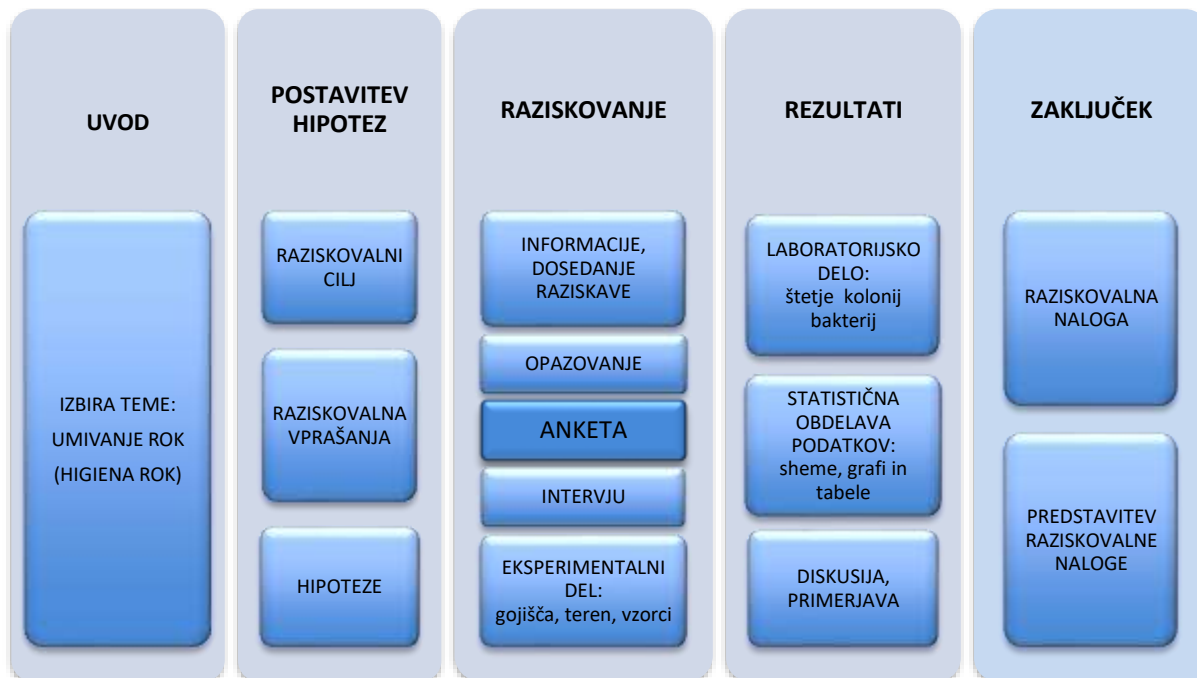 UVOD
IZBIRA TEME:
UMIVANJE ROK
(HIGIENA ROK)
POSTAVITEV
HIPOTEZ
RAZISKOVALNI
CILJ
RAZISKOVALNA
VPRAŠANJA
HIPOTEZE
RAZISKOVANJE
INFORMACIJE,
DOSEDANJE
RAZISKAVE
OPAZOVANJE
ANKETA
INTERVJU
EKSPERIMENTALNI
DEL:
gojišča, teren, vzorci
REZULTATI
LABORATORIJSKO
DELO:
štetje kolonij
bakterij
STATISTIČNA
OBDELAVA
PODATKOV:
sheme, grafi in
tabele
DISKUSIJA,
PRIMERJAVA
ZAKLJUČEK
RAZISKOVALNA
NALOGA
PREDSTAVITEV
RAZISKOVALNE
NALOGE